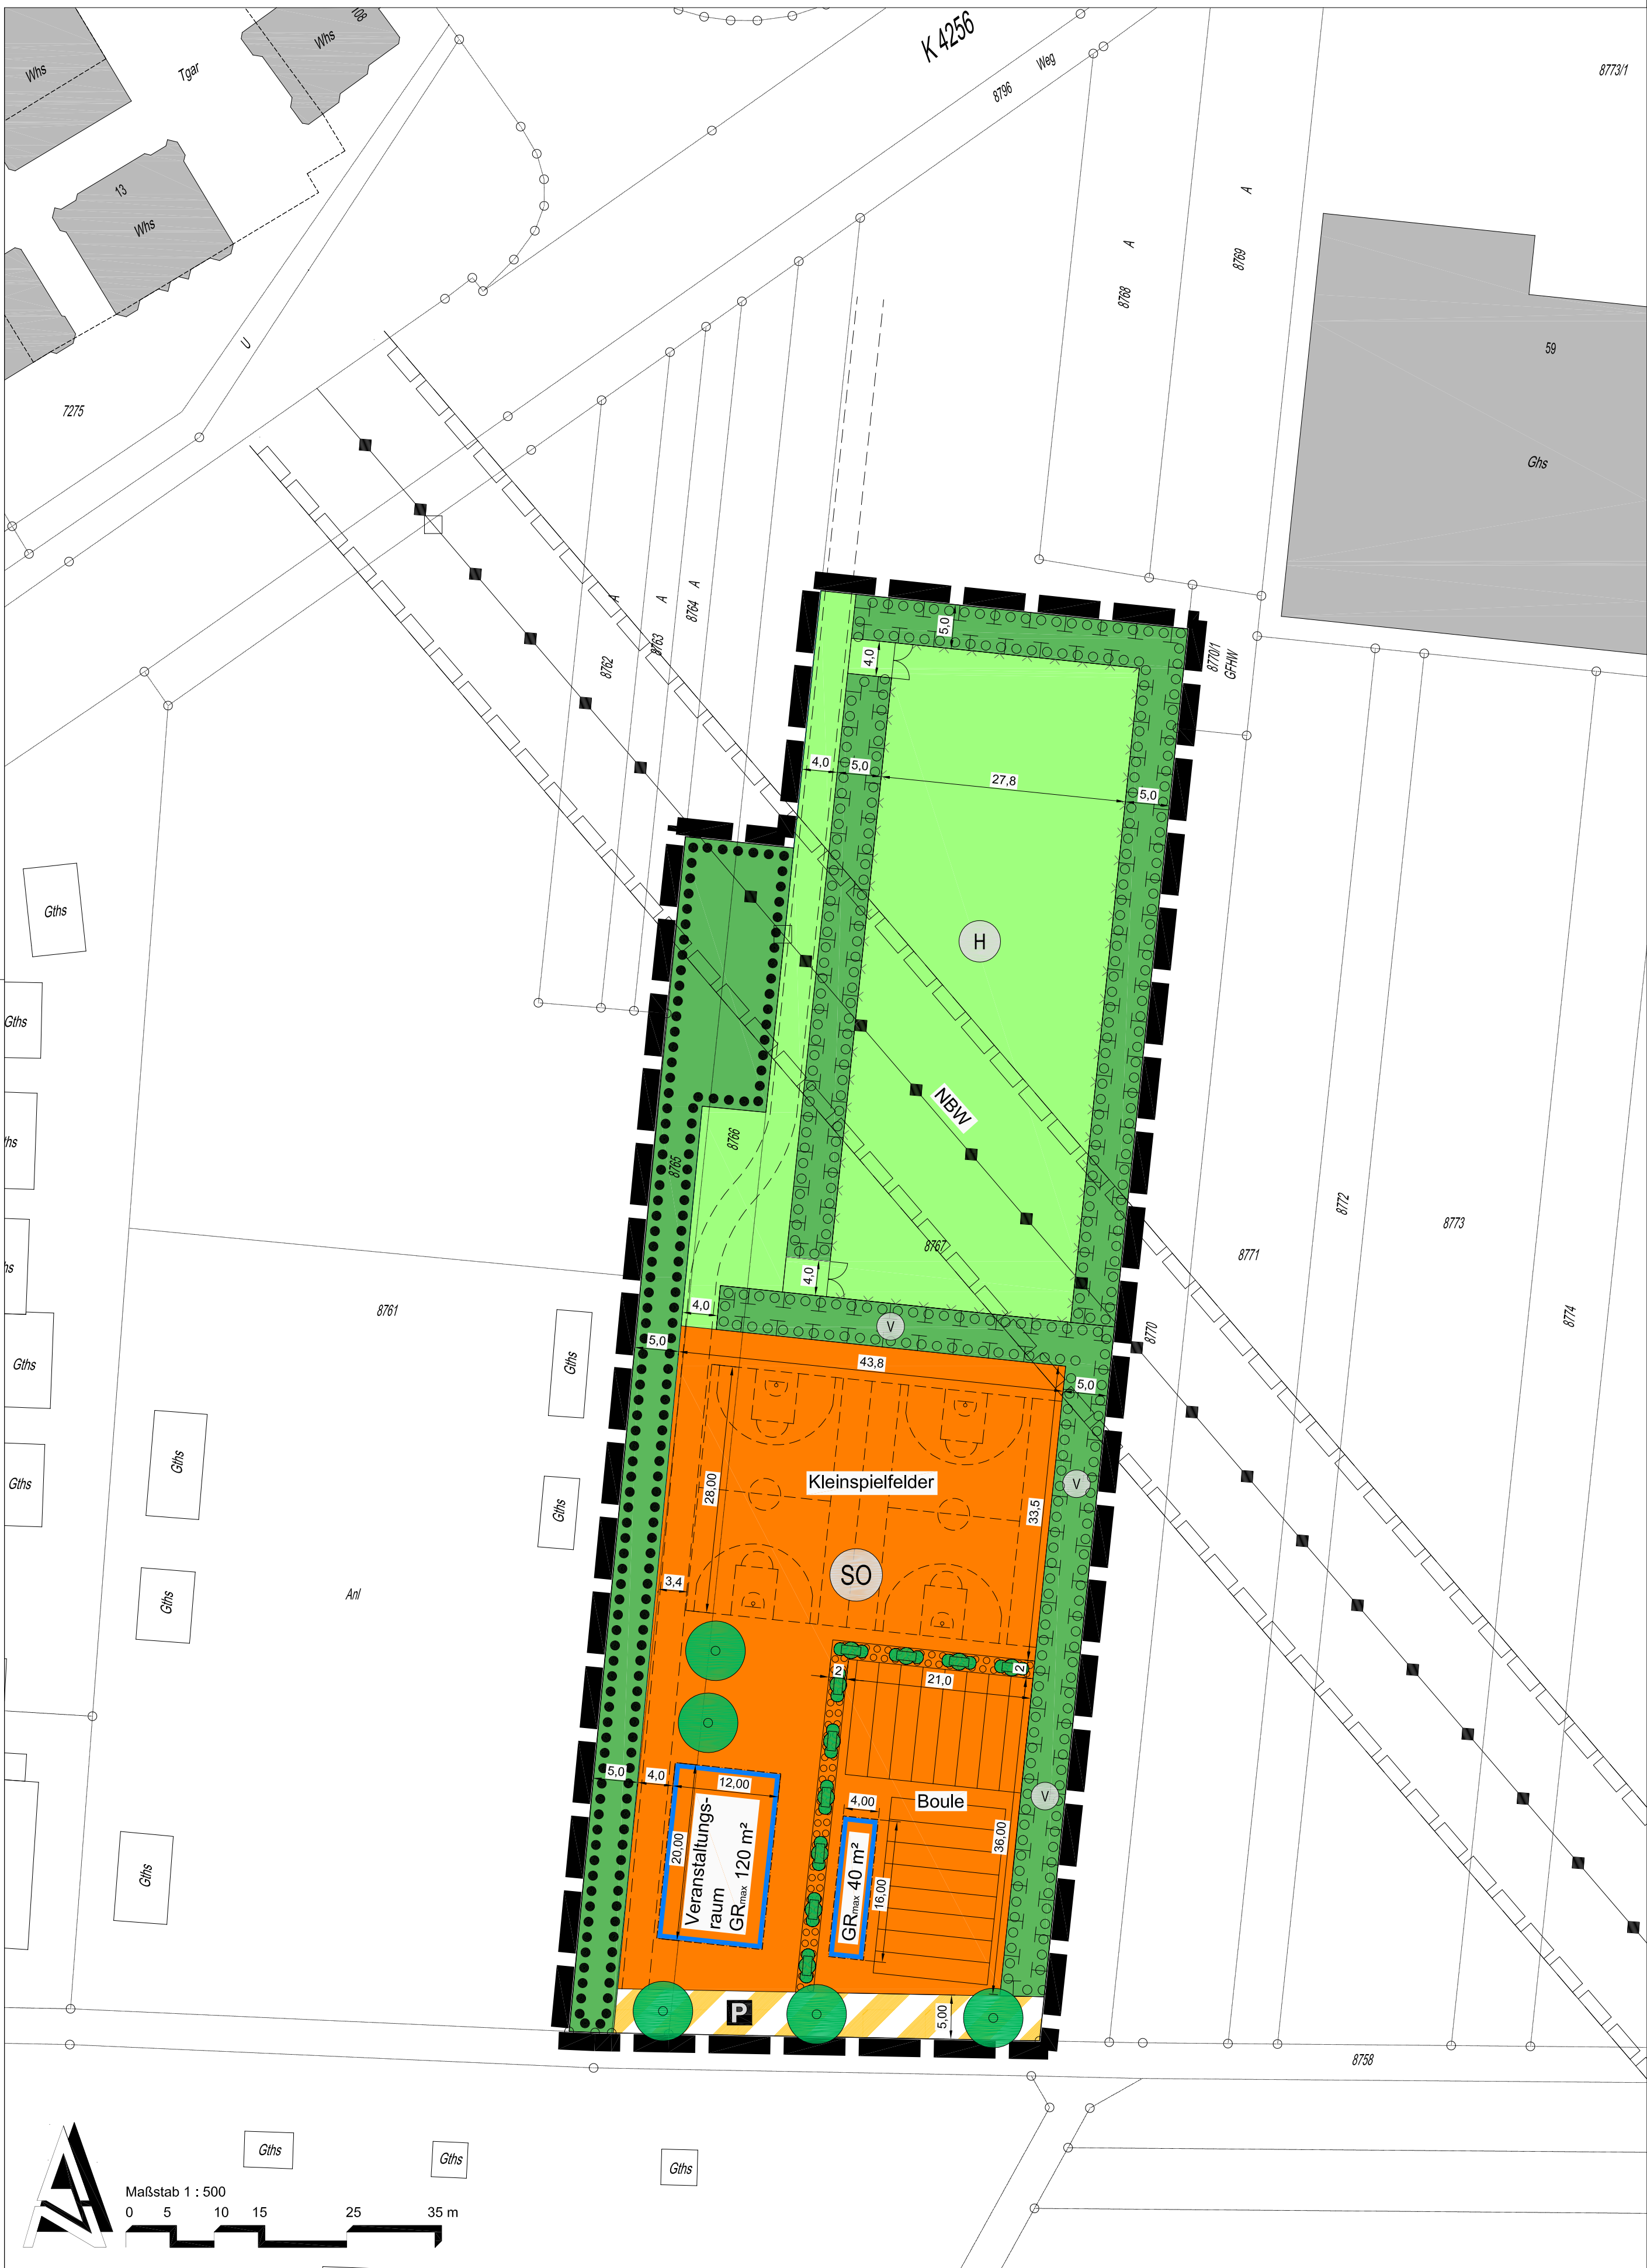 108
K 4256
Whs
Whs
Tgar
Weg
8773/1
8796
13
Whs
A
A
8769
8768
U
59
7275
Ghs
5,0
A
A
8764
A
8763
8762
4,0
8770/1
GFHW
4,0
5,0
27,8
5,0
Gths
H
Gths
NBW
8766
8765
8767
8772
8773
8771
4,0
8761
4,0
V
8770
8774
5,0
43,8
5,0
Gths
Gths
Gths
Gths
Kleinspielfelder
V
28,00
33,5
Gths
SO
3,4
Gths
Anl
2
2
21,0
5,0
4,0
12,00
4,00
Boule
V
20,00
Veranstaltungs-
raum
GRmax 120 m²
GRmax 40 m²
16,00
36,00
Gths
P
5,00
8758
Gths
Gths
Gths
Maßstab 1 : 500
0 5 10 15 25 35 m